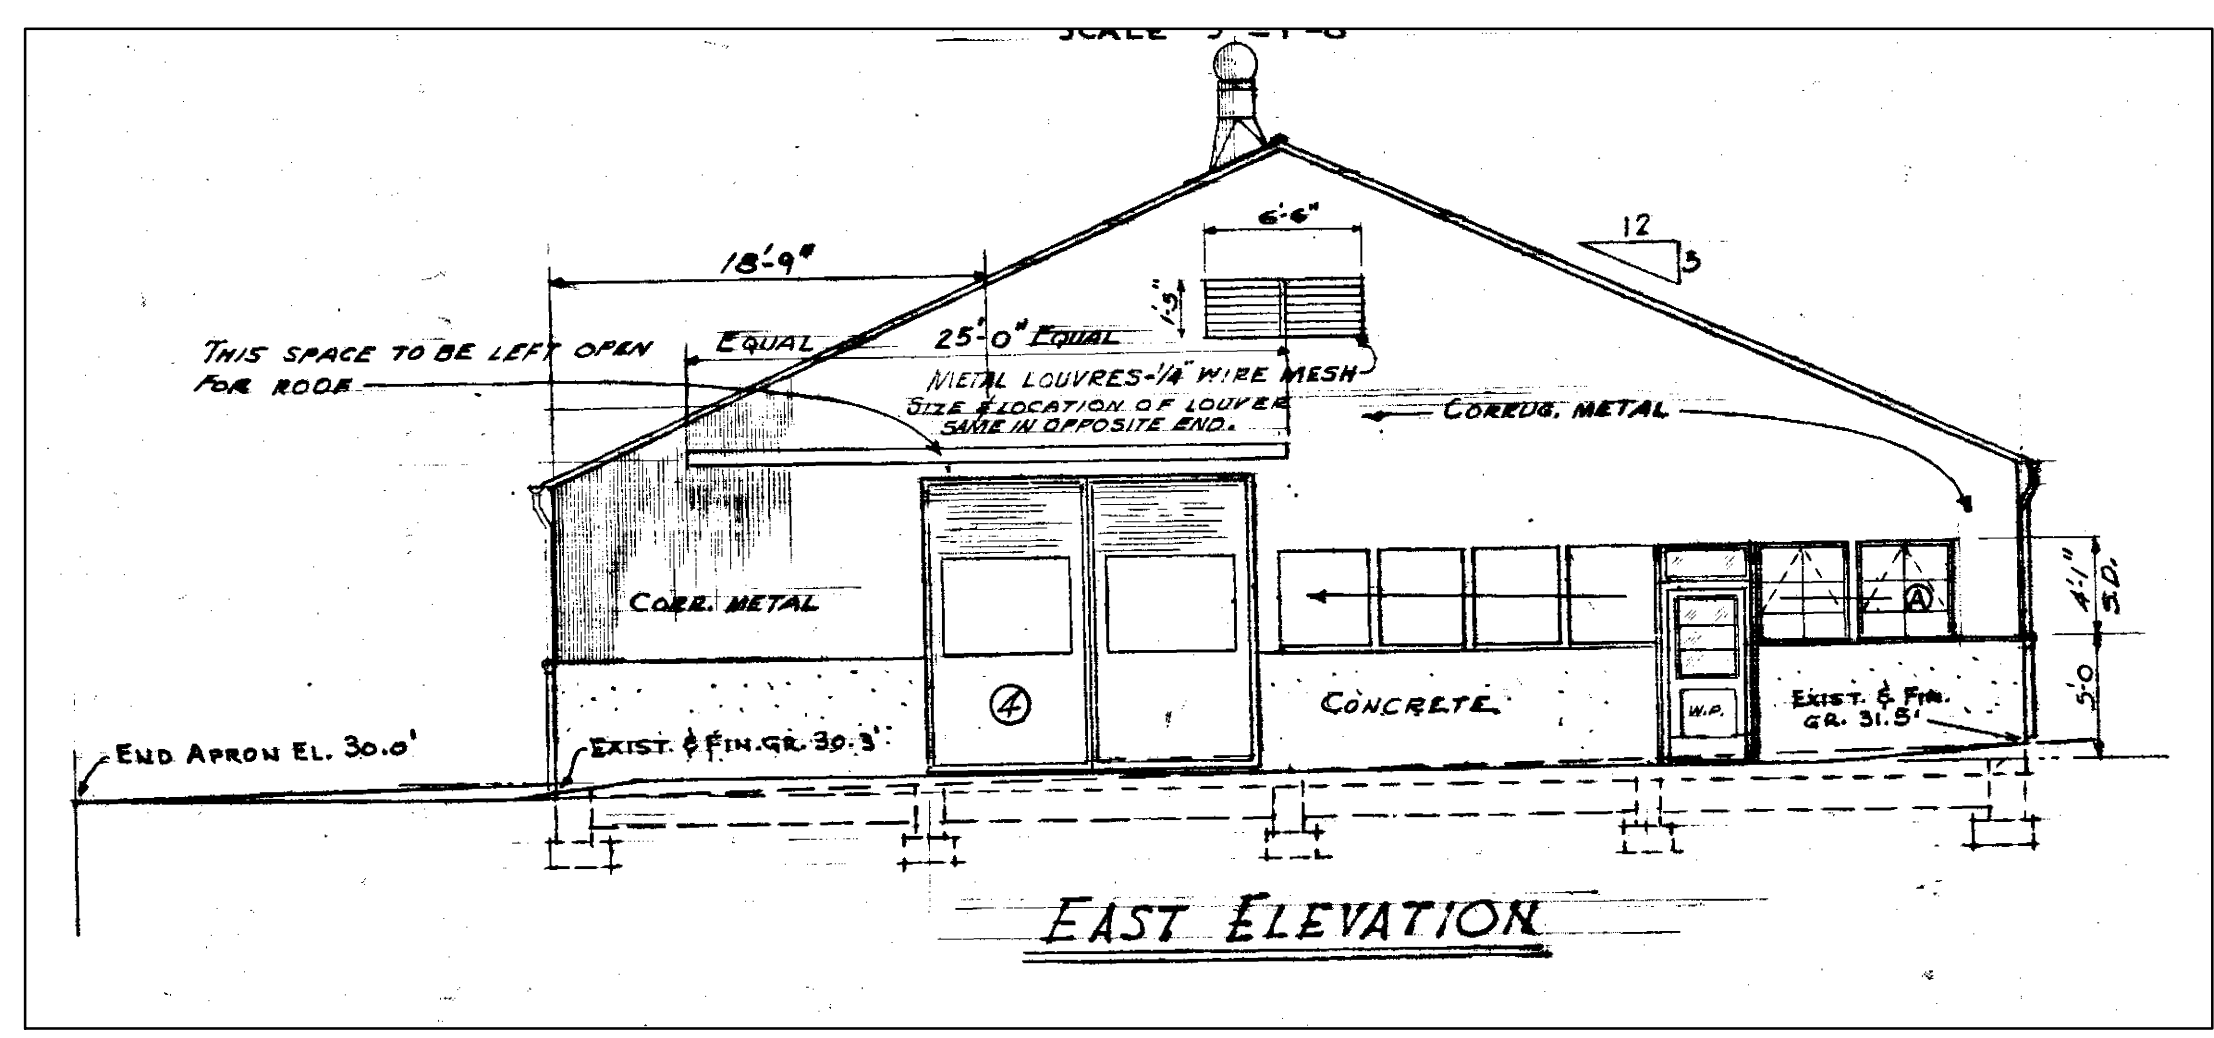 SCALE
6'-6"
12
5
18'-9"
1'-5"
THIS SPACE TO BE LEFT OPEN
FOR ROOF
EQUAL 25'-0" EQUAL
METAL LOUVRES-1/4" WIRE MESH
SIZE & LOCATION OF LOUVER
SAME IN OPPOSITE END.
CORRUG. METAL
CORR. METAL
A
4'-1"
S.D.
5'-0
4
CONCRETE
W.P.
EXIST. & FIN.
GR. 31.5'
END APRON EL. 30.0'
EXIST. & FIN. GR. 30.3'
EAST ELEVATION